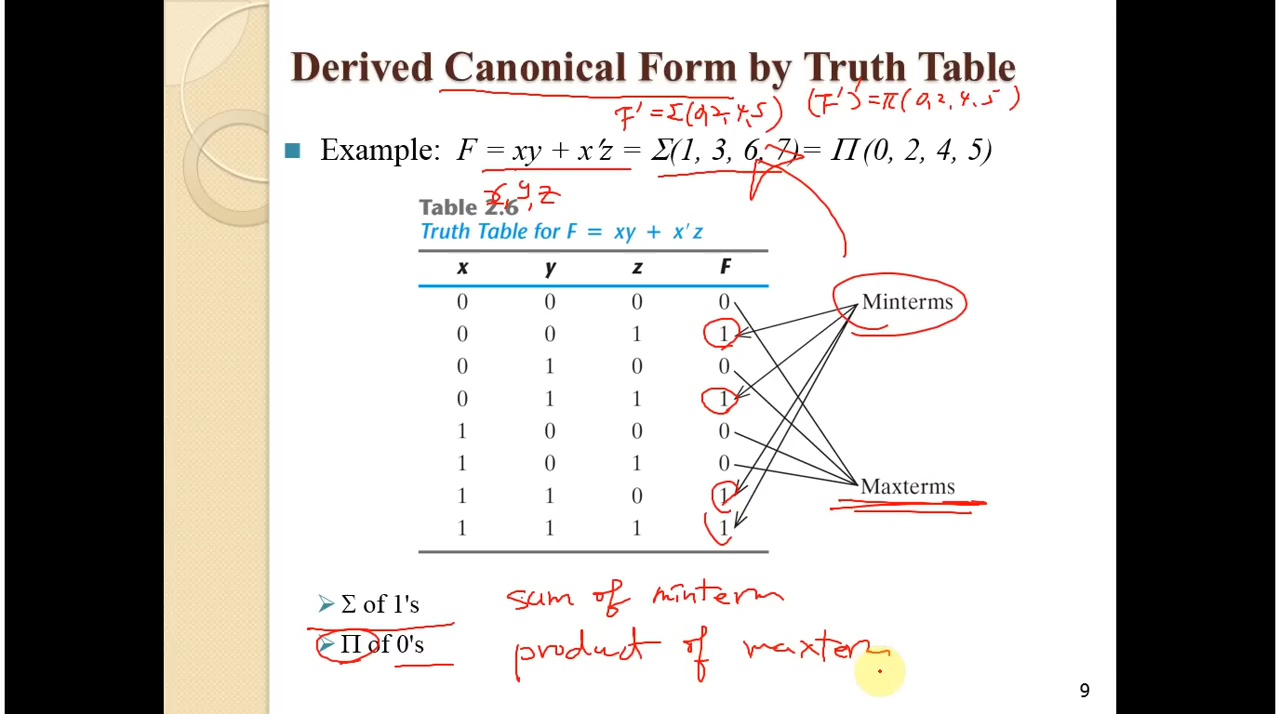 Derived Canonical Form by Truth Table
F' = Σ(0,2,4,5) (F')' = π(0,2,4,5)
Example: F = xy + x'z = Σ(1, 3, 6, 7)= Π (0, 2, 4, 5)
x, y, z
Table 2.6
Truth Table for F = xy + x'z
x y z F
0 0 0 0 Minterms
0 0 1 1
0 1 0 0
0 1 1 1
1 0 0 0
1 0 1 0
1 1 0 1 Maxterms
1 1 1 1
Σ of 1's sum of minterm
Π of 0's product of maxterm
9